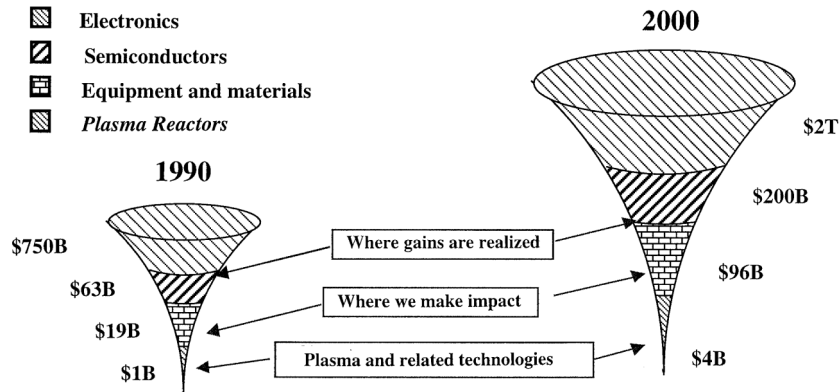 Electronics
Semiconductors
Equipment and materials
Plasma Reactors
1990
2000
$750B
$63B
$19B
$1B
Where gains are realized
Where we make impact
Plasma and related technologies
$2T
$200B
$96B
$4B